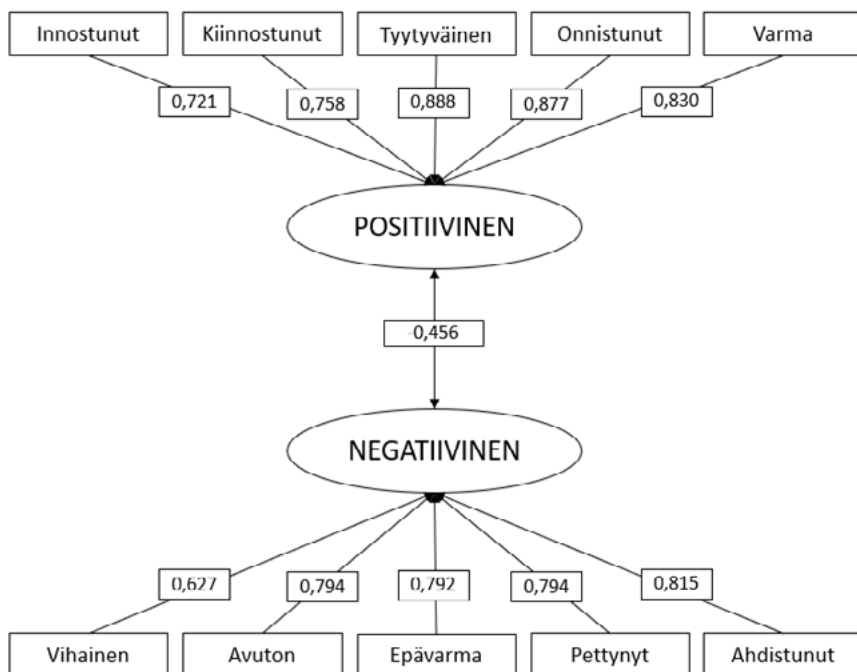 Innostunut Kiinnostunut Tyytyväinen Onnistunut Varma
0,721 0,758 0,888 0,877 0,830
POSITIIVINEN
-0,456
NEGATIIVINEN
0,627 0,794 0,792 0,794 0,815
Vihainen Avuton Epävarma Pettynyt Ahdistunut